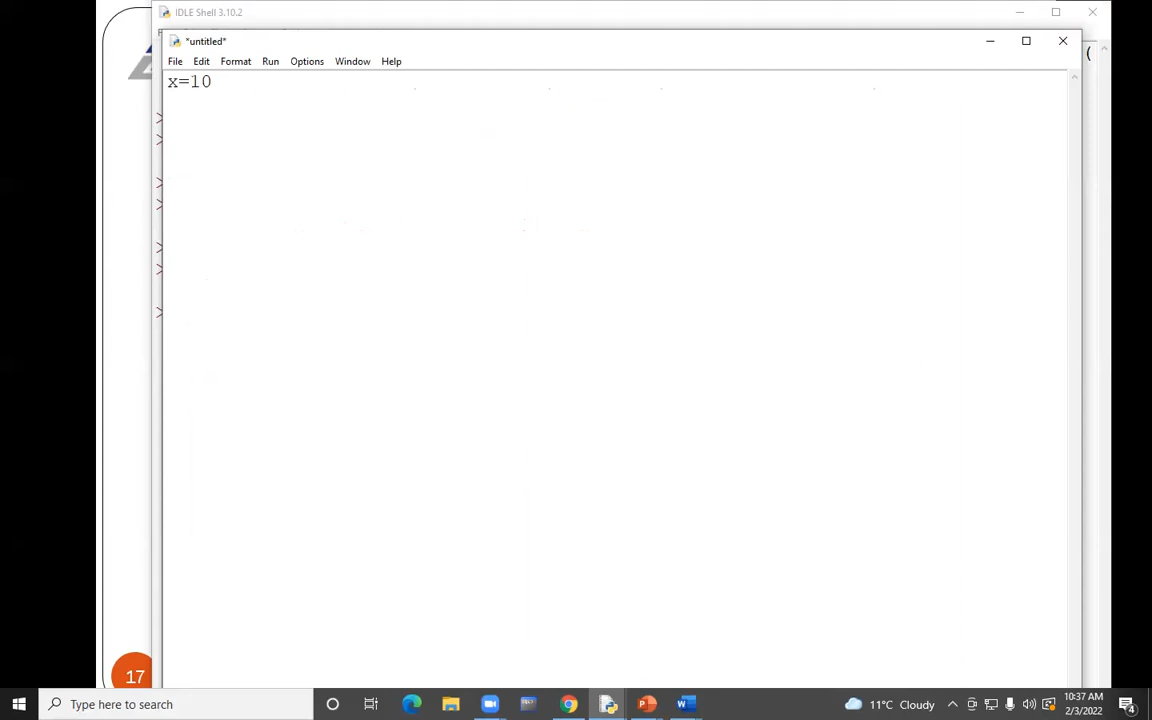 IDLE Shell 3.10.2
*untitled*
File Edit Format Run Options Window Help
x=10
(
>
>
>
>
>
>
>
17
Type here to search
11°C Cloudy
10:37 AM
2/3/2022
4